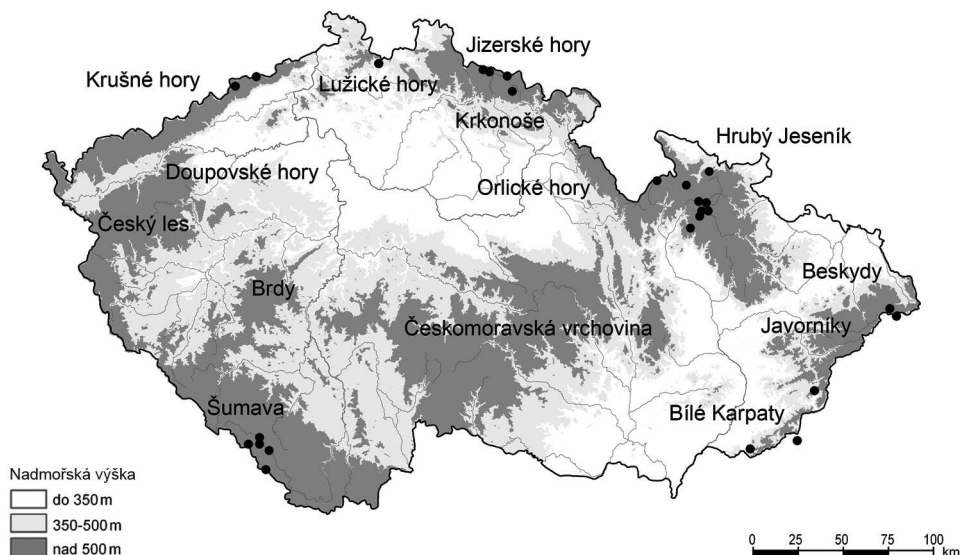 Jizerské hory
Krušné hory
Lužické hory
Krkonoše
Hrubý Jeseník
Doupovské hory
Orlické hory
Český les
Beskydy
Brdy
Českomoravská vrchovina
Javorníky
Šumava
Bílé Karpaty
Nadmořská výška
do 350 m
350-500 m
nad 500 m
0 25 50 75 100
km